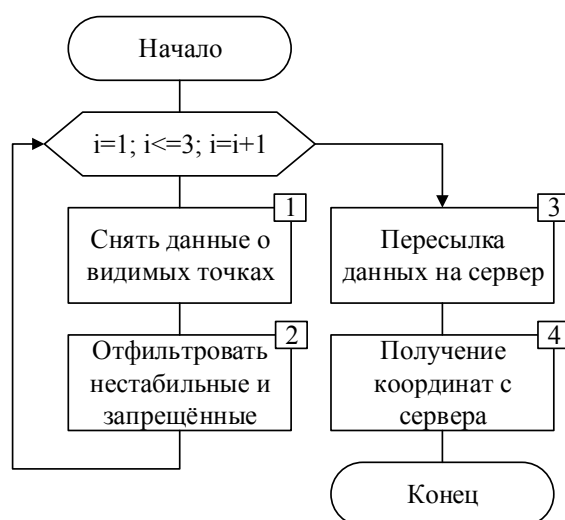 Начало
i=1; i<=3; i=i+1
1
Снять данные о
видимых точках
2
Отфильтровать
нестабильные и
запрещённые
3
Пересылка
данных на сервер
4
Получение
координат с
сервера
Конец